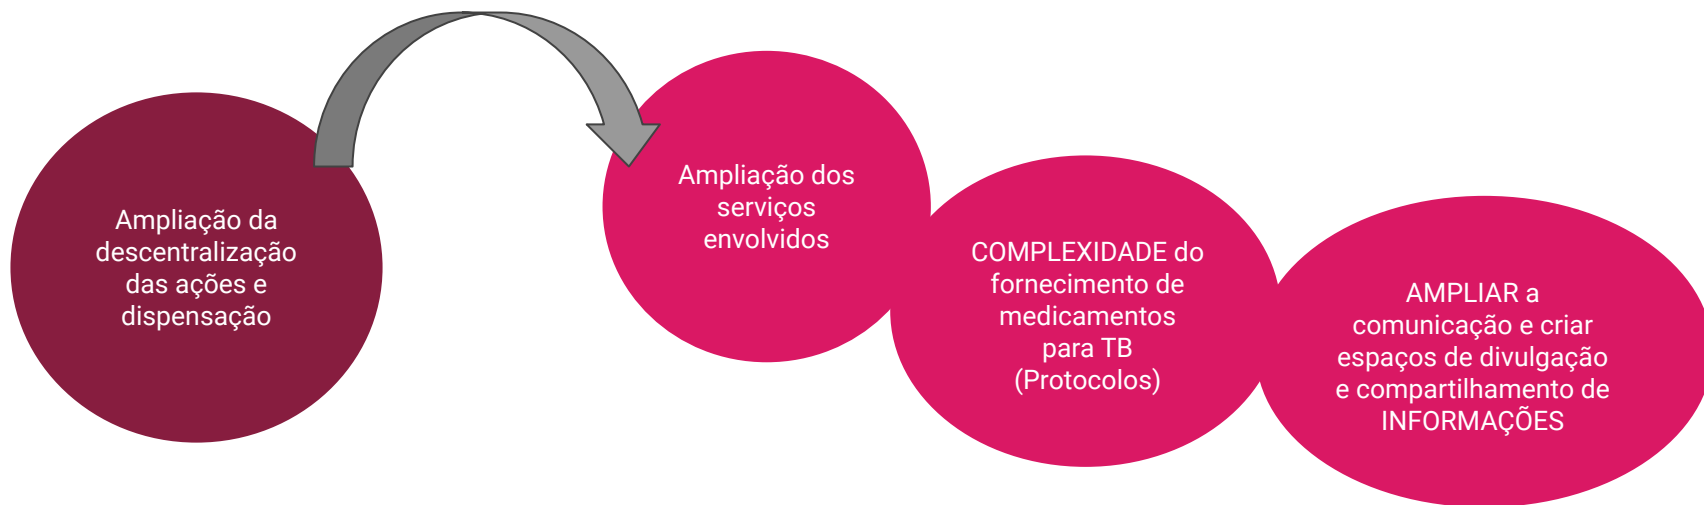 Ampliação da
descentralização
das ações e
dispensação
Ampliação dos
serviços
envolvidos
COMPLEXIDADE do
fornecimento de
medicamentos
para TB
(Protocolos)
AMPLIAR a
comunicação e criar
espaços de divulgação
e compartilhamento de
INFORMAÇÕES